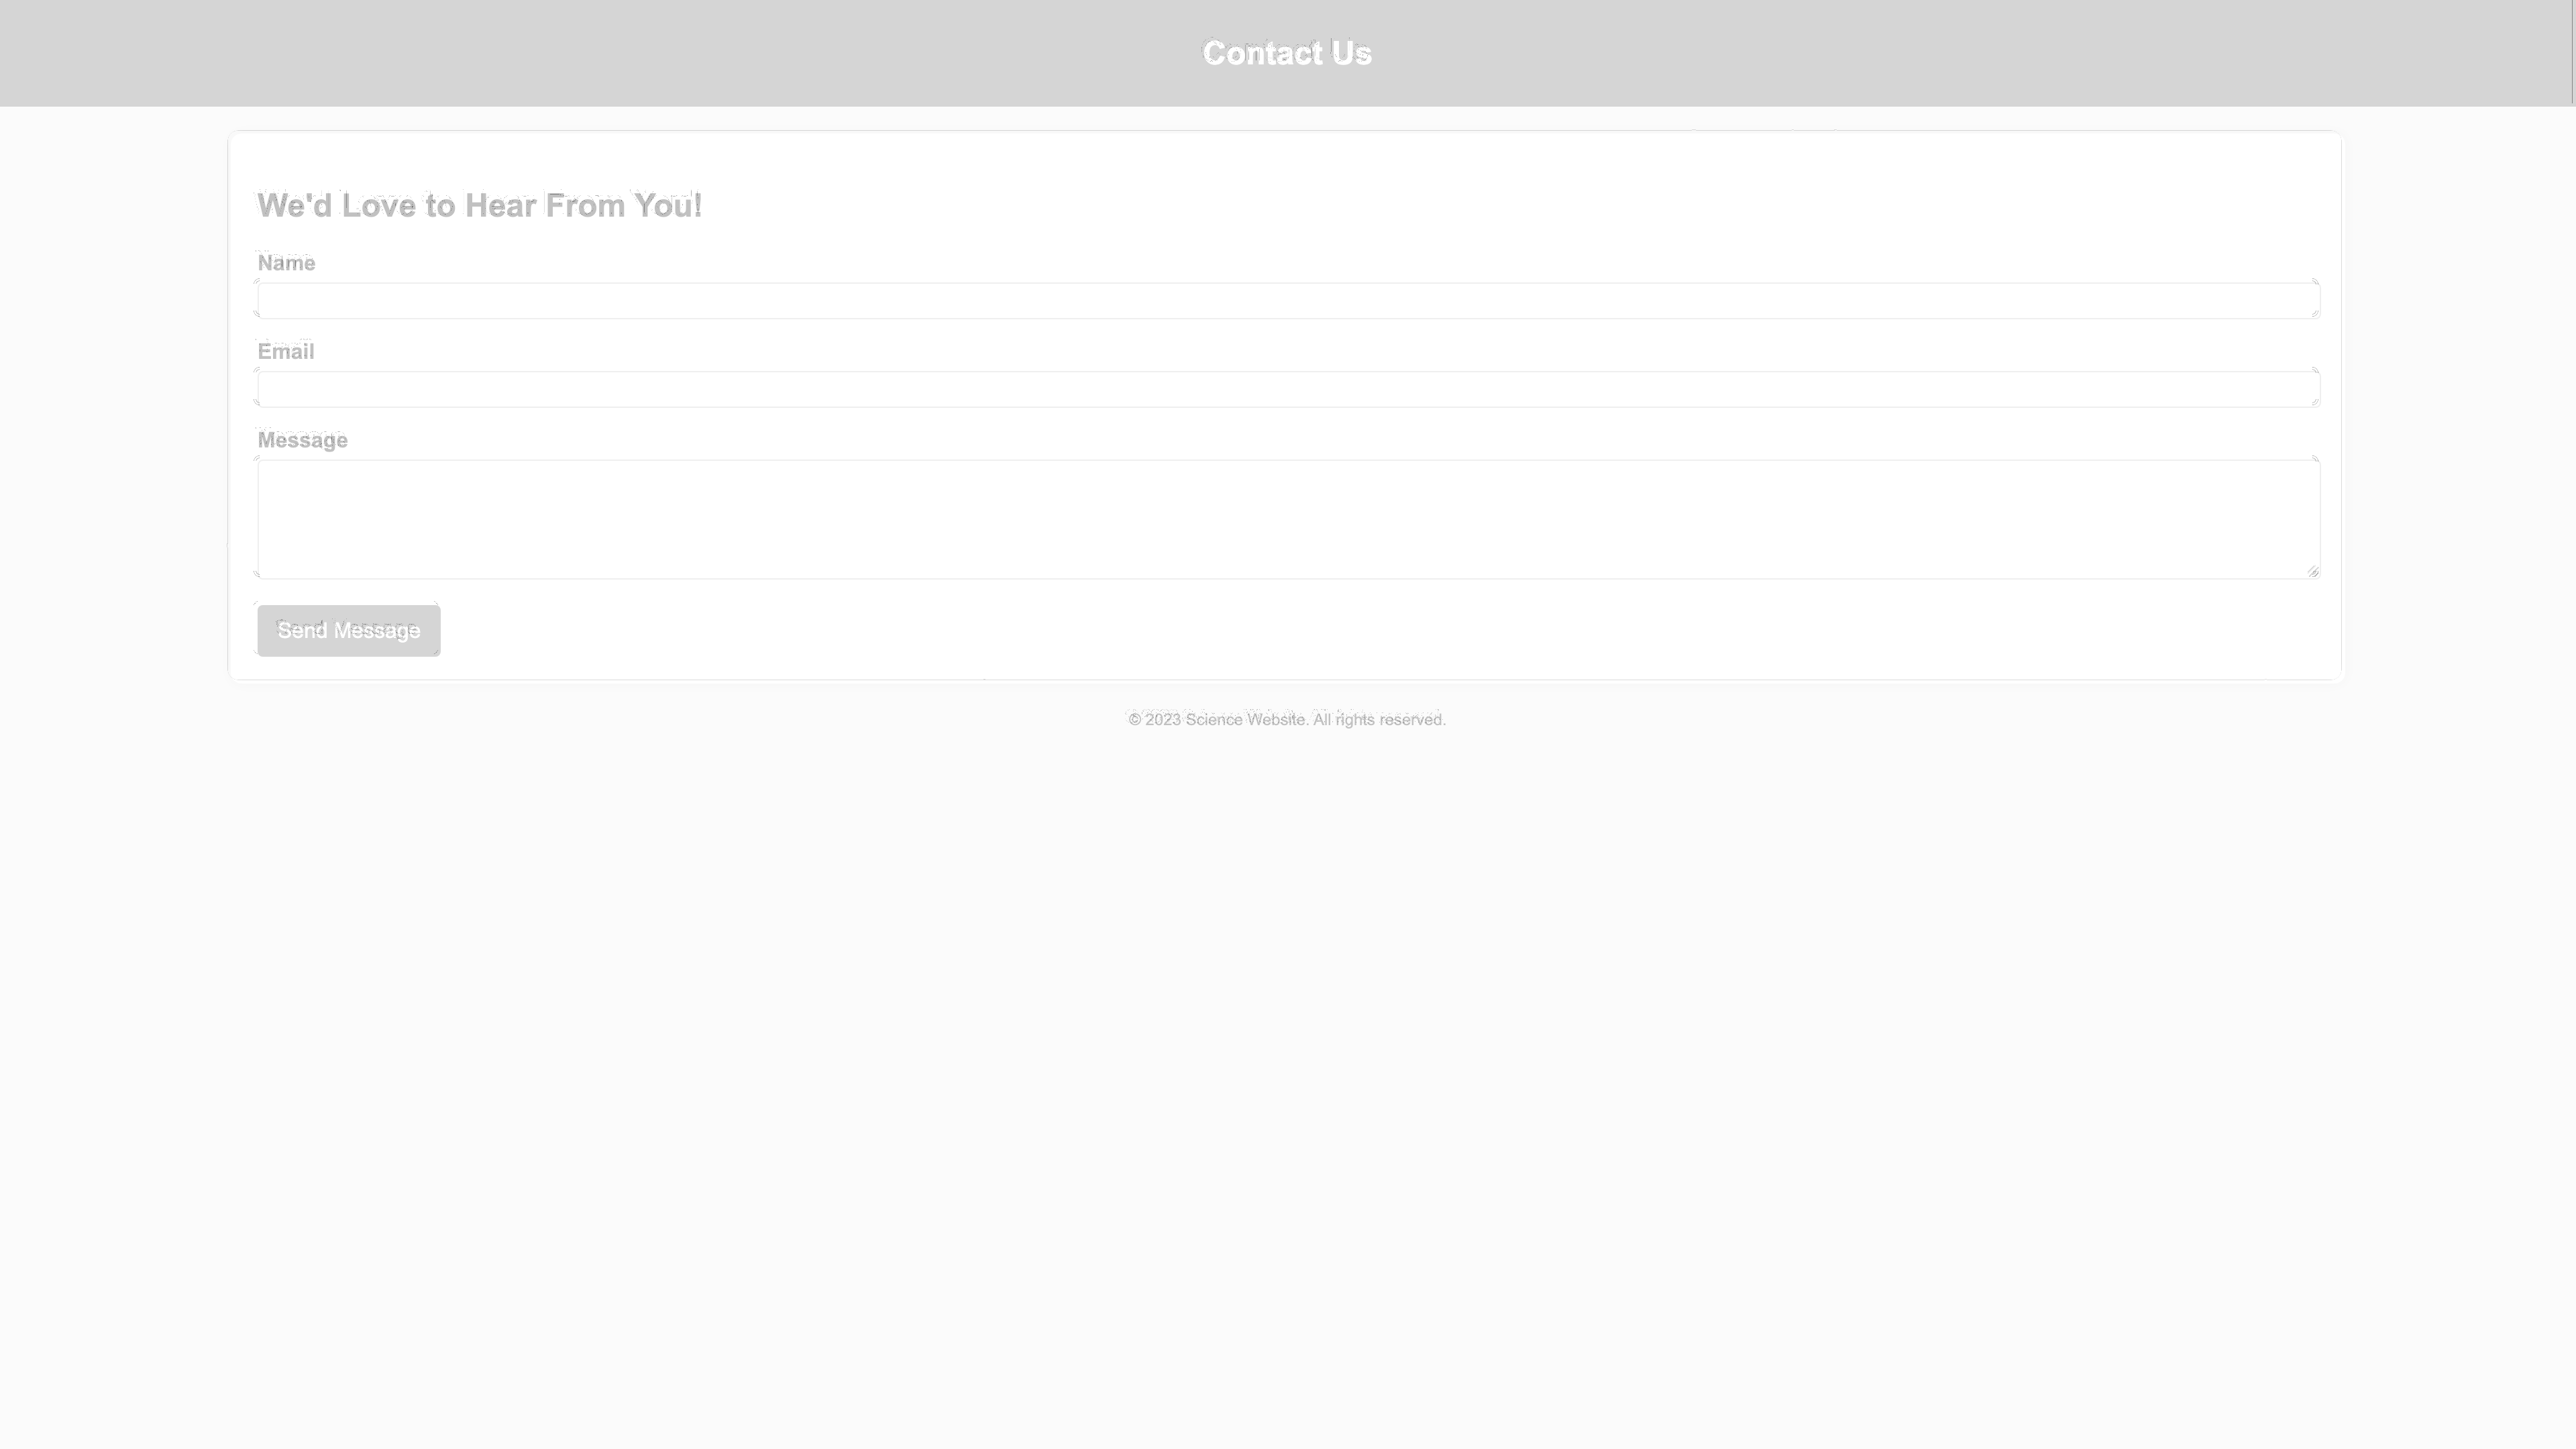 Contact Us
We'd Love to Hear From You!
Name
Email
Message
Send Message
© 2023 Science Website. All rights reserved.